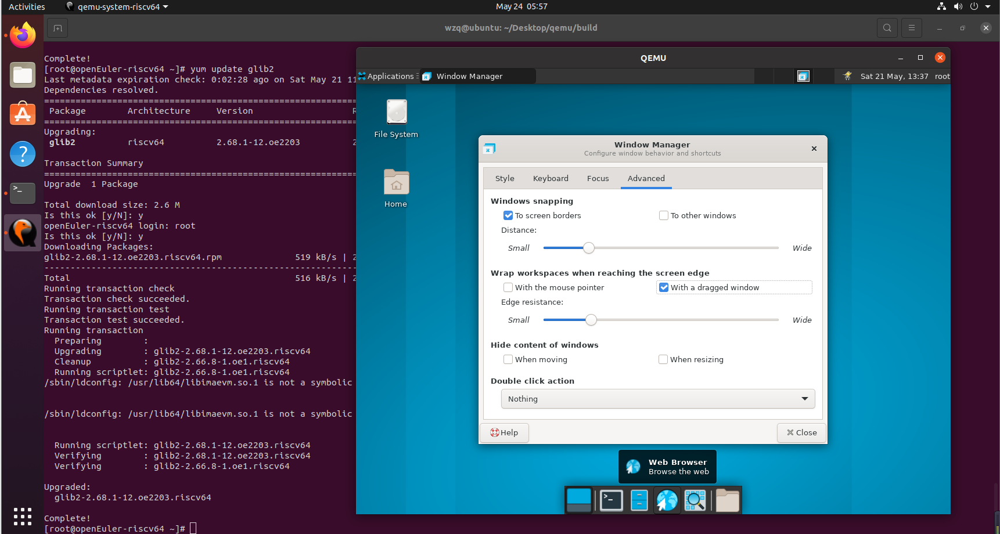 Activities
qemu-system-riscv64
May 24 05:57
wzq@ubuntu: ~/Desktop/qemu/build
Complete!
[root@openEuler-riscv64 ~]# yum update glib2
Last metadata expiration check: 0:02:28 ago on Sat May 21 11
Dependencies resolved.
================================================================
Package Architecture Version R
================================================================
Upgrading:
glib2 riscv64 2.68.1-12.oe2203 2
Transaction Summary
================================================================
Upgrade 1 Package
Total download size: 2.6 M
Is this ok [y/N]: y
openEuler-riscv64 login: root
Is this ok [y/N]: y
Downloading Packages:
glib2-2.68.1-12.oe2203.riscv64.rpm 519 kB/s | 2
----------------------------------------------------------------
Total 516 kB/s | 2
Running transaction check
Transaction check succeeded.
Running transaction test
Transaction test succeeded.
Running transaction
Preparing :
Upgrading : glib2-2.68.1-12.oe2203.riscv64
Cleanup : glib2-2.66.8-1.oe1.riscv64
Running scriptlet: glib2-2.66.8-1.oe1.riscv64
/sbin/ldconfig: /usr/lib64/libimaevm.so.1 is not a symbolic
/sbin/ldconfig: /usr/lib64/libimaevm.so.1 is not a symbolic
Running scriptlet: glib2-2.68.1-12.oe2203.riscv64
Verifying : glib2-2.68.1-12.oe2203.riscv64
Verifying : glib2-2.66.8-1.oe1.riscv64
Upgraded:
glib2-2.68.1-12.oe2203.riscv64
Complete!
[root@openEuler-riscv64 ~]#
QEMU
Applications
Window Manager
Sat 21 May, 13:37 root
File System
Home
Window Manager
Configure window behavior and shortcuts
Style Keyboard Focus Advanced
Windows snapping
To screen borders To other windows
Distance:
Small Wide
Wrap workspaces when reaching the screen edge
With the mouse pointer With a dragged window
Edge resistance:
Small Wide
Hide content of windows
When moving When resizing
Double click action
Nothing
Help Close
Web Browser
Browse the web